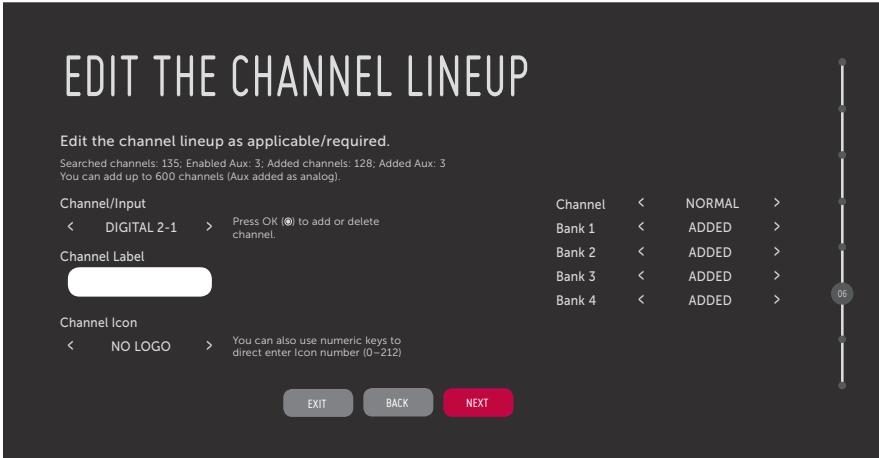 EDIT THE CHANNEL LINEUP
Edit the channel lineup as applicable/required.
Searched channels: 135; Enabled Aux: 3; Added channels: 128; Added Aux: 3
You can add up to 600 channels (Aux added as analog).
Channel/Input
< DIGITAL 2-1 >
Press OK (◉) to add or delete
channel.
Channel Label
Channel Icon
< NO LOGO >
You can also use numeric keys to
direct enter Icon number (0–212)
Channel < NORMAL >
Bank 1 < ADDED >
Bank 2 < ADDED >
Bank 3 < ADDED >
Bank 4 < ADDED >
06
EXIT BACK NEXT